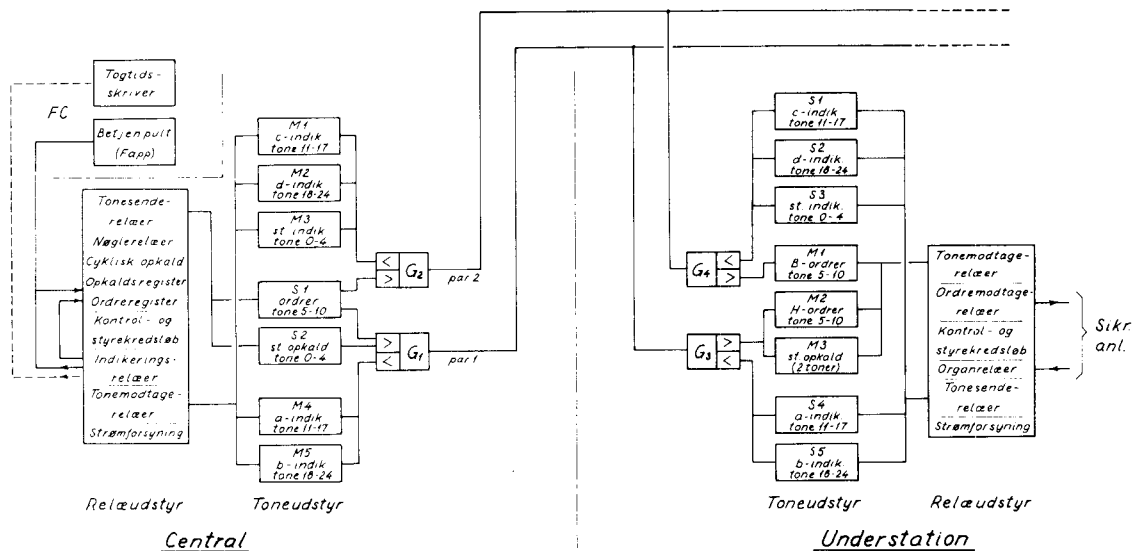 Togtids-
skriver
FC
Betjen pult
(Fapp)
Tonesende-
relæer
Nøglerelæer
Cyklisk opkald
Opkaldsregister
Ordreregister
Kontrol- og
styrekredsløb
Indikerings-
relæer
Tonemodtage-
relæer
Strømforsyning
Relæudstyr
M1
c-indik
tone 11-17
M2
d-indik
tone 18-24
M3
st indik
tone 0-4
S1
ordrer
tone 5-10
S2
st opkald
tone 0-4
M4
a-indik
tone 11-17
M5
b-indik
tone 18-24
Toneudstyr
Central
<
>
G2
par 2
>
<
G1
par 1
S1
c-indik
tone 11-17
S2
d-indik.
tone 18-24
S3
st. indik.
tone 0-4
G4
<
>
M1
B-ordrer
tone 5-10
M2
H-ordrer
tone 5-10
M3
st. opkald
(2 toner)
G3
>
<
S4
a-indik.
tone 11-17
S5
b-indik.
tone 18-24
Toneudstyr
Tonemodtage-
relæer
Ordremodtage-
relæer
Kontrol- og
styrekredsløb
Organrelæer
Tonesende-
relæer
Strømforsyning
Sikr.
anl.
Relæudstyr
Understation